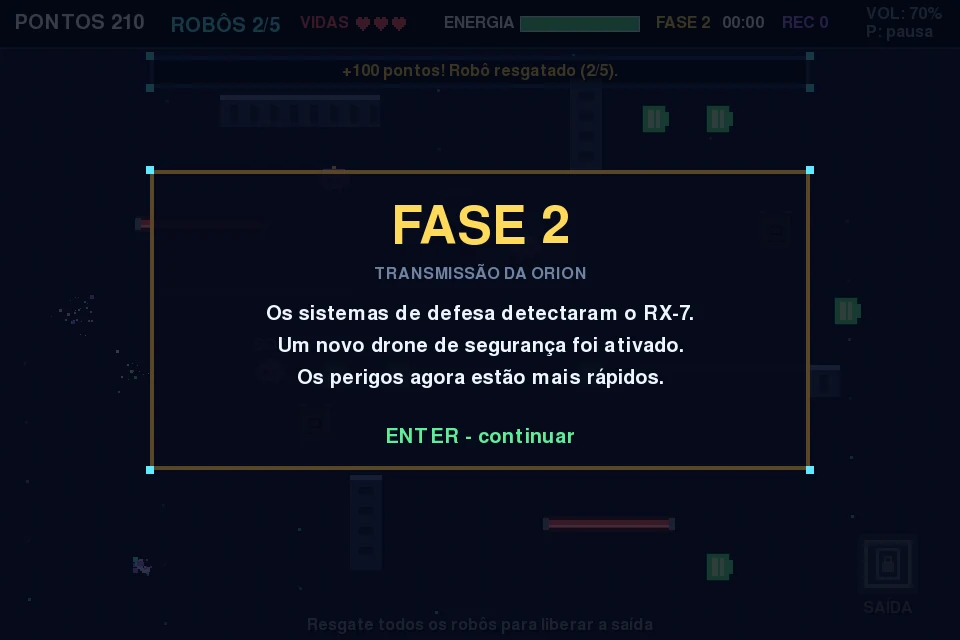 PONTOS 210
ROBÔS 2/5
VIDAS
ENERGIA
FASE 2
00:00
REC 0
VOL: 70%
P: pausa
+100 pontos! Robô resgatado (2/5).
FASE 2
TRANSMISSÃO DA ORION
Os sistemas de defesa detectaram o RX-7.
Um novo drone de segurança foi ativado.
Os perigos agora estão mais rápidos.
ENTER - continuar
SAÍDA
Resgate todos os robôs para liberar a saída